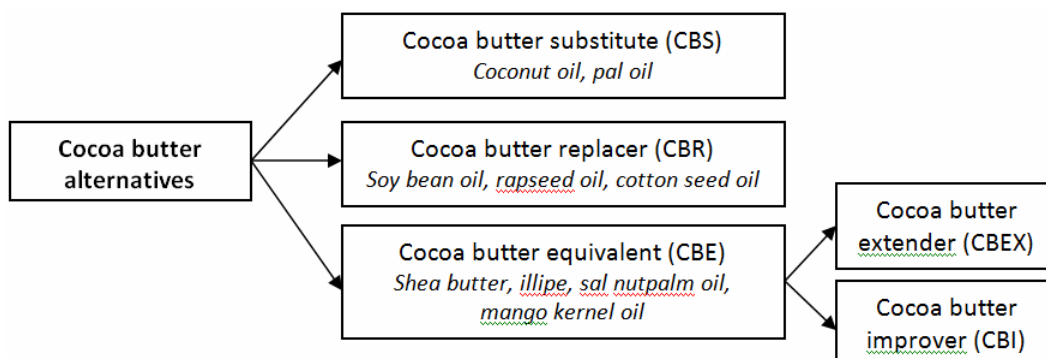 Cocoa butter substitute (CBS)
Coconut oil, pal oil
Cocoa butter
alternatives
Cocoa butter replacer (CBR)
Soy bean oil, rapseed oil, cotton seed oil
Cocoa butter equivalent (CBE)
Shea butter, illipe, sal nutpalm oil,
mango kernel oil
Cocoa butter
extender (CBEX)
Cocoa butter
improver (CBI)